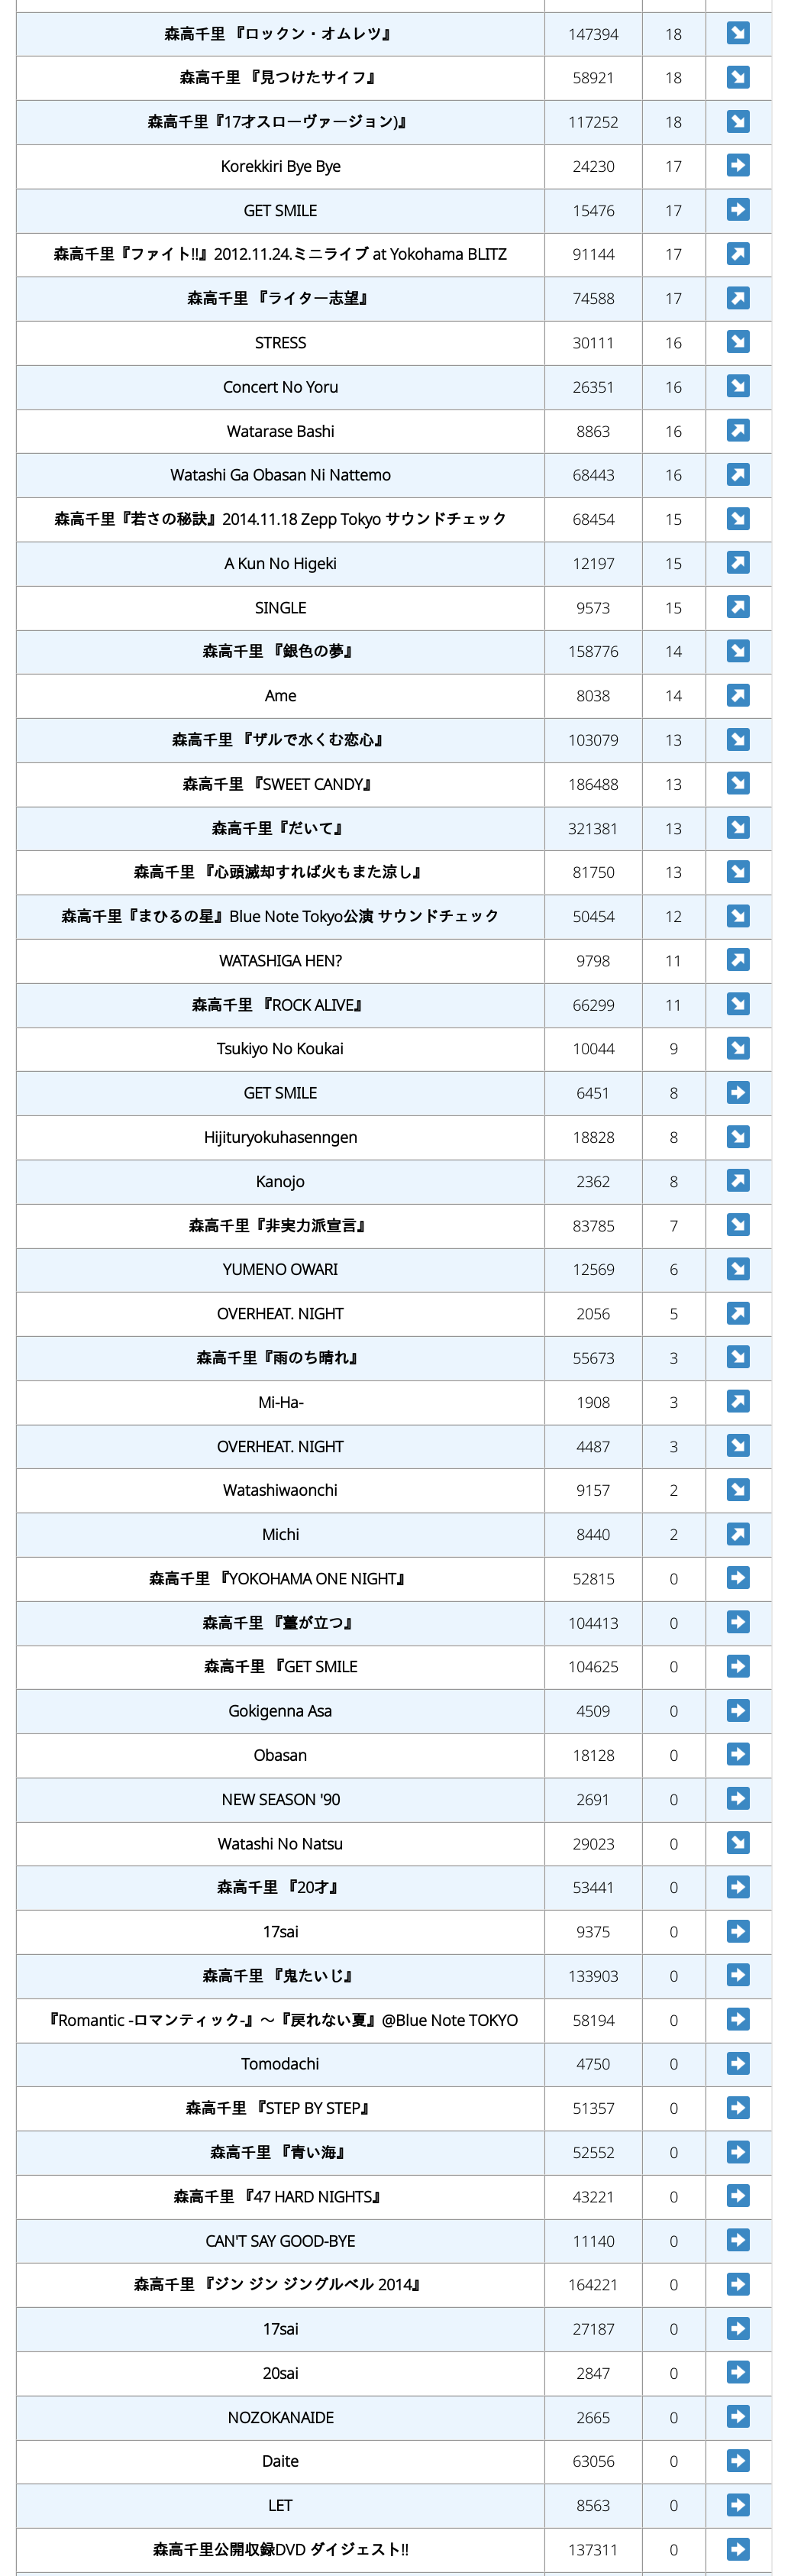 森高千里 『ロックン・オムレツ』 147394 18 ↘
森高千里 『見つけたサイフ』 58921 18 ↘
森高千里『17才スローヴァージョン)』 117252 18 ↘
Korekkiri Bye Bye 24230 17 ➡
GET SMILE 15476 17 ➡
森高千里『ファイト!!』2012.11.24.ミニライブ at Yokohama BLITZ 91144 17 ↗
森高千里 『ライター志望』 74588 17 ↗
STRESS 30111 16 ↘
Concert No Yoru 26351 16 ↘
Watarase Bashi 8863 16 ↗
Watashi Ga Obasan Ni Nattemo 68443 16 ↗
森高千里『若さの秘訣』2014.11.18 Zepp Tokyo サウンドチェック 68454 15 ↘
A Kun No Higeki 12197 15 ↗
SINGLE 9573 15 ↗
森高千里 『銀色の夢』 158776 14 ↘
Ame 8038 14 ↗
森高千里 『ザルで水くむ恋心』 103079 13 ↘
森高千里 『SWEET CANDY』 186488 13 ↘
森高千里『だいて』 321381 13 ↘
森高千里 『心頭滅却すれば火もまた涼し』 81750 13 ↘
森高千里『まひるの星』Blue Note Tokyo公演 サウンドチェック 50454 12 ↘
WATASHIGA HEN? 9798 11 ↗
森高千里 『ROCK ALIVE』 66299 11 ↘
Tsukiyo No Koukai 10044 9 ↘
GET SMILE 6451 8 ➡
Hijituryokuhasenngen 18828 8 ↘
Kanojo 2362 8 ↗
森高千里『非実力派宣言』 83785 7 ↘
YUMENO OWARI 12569 6 ↘
OVERHEAT. NIGHT 2056 5 ↗
森高千里『雨のち晴れ』 55673 3 ↘
Mi-Ha- 1908 3 ↗
OVERHEAT. NIGHT 4487 3 ↘
Watashiwaonchi 9157 2 ↘
Michi 8440 2 ↗
森高千里 『YOKOHAMA ONE NIGHT』 52815 0 ➡
森高千里 『薹が立つ』 104413 0 ➡
森高千里 『GET SMILE 104625 0 ➡
Gokigenna Asa 4509 0 ➡
Obasan 18128 0 ➡
NEW SEASON '90 2691 0 ➡
Watashi No Natsu 29023 0 ↘
森高千里 『20才』 53441 0 ➡
17sai 9375 0 ➡
森高千里 『鬼たいじ』 133903 0 ➡
『Romantic -ロマンティック-』〜『戻れない夏』@Blue Note TOKYO 58194 0 ➡
Tomodachi 4750 0 ➡
森高千里 『STEP BY STEP』 51357 0 ➡
森高千里 『青い海』 52552 0 ➡
森高千里 『47 HARD NIGHTS』 43221 0 ➡
CAN'T SAY GOOD-BYE 11140 0 ➡
森高千里 『ジン ジン ジングルベル 2014』 164221 0 ➡
17sai 27187 0 ➡
20sai 2847 0 ➡
NOZOKANAIDE 2665 0 ➡
Daite 63056 0 ➡
LET 8563 0 ➡
森高千里公開収録DVD ダイジェスト!! 137311 0 ➡